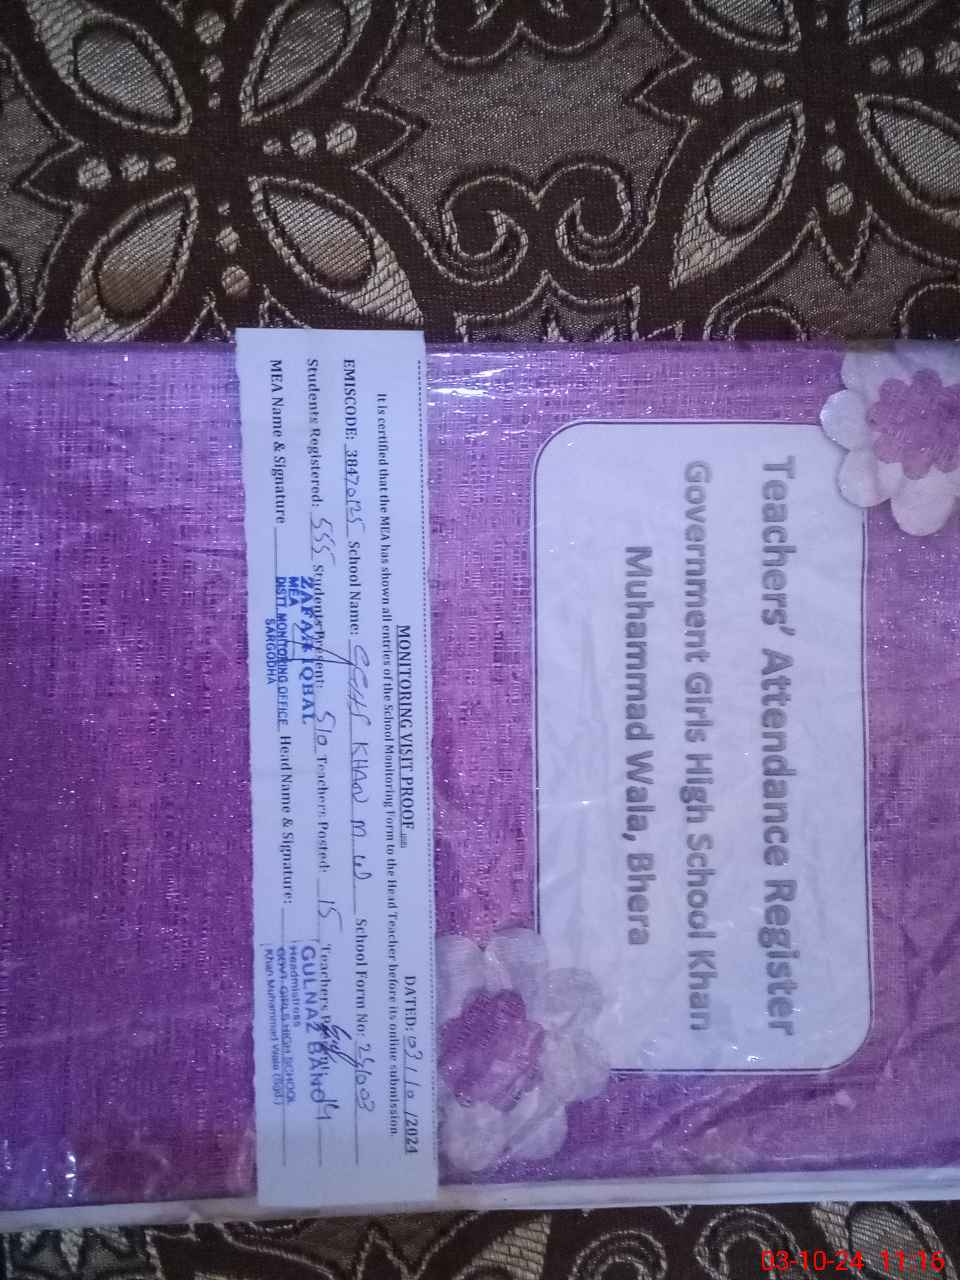 Teachers' Attendance Register
Government Girls High School Khan
Muhammad Wala, Bhera
MONITORING VISIT PROOF
DATED: 03/10/2024
It is certified that the MEA has shown all entries of the School Monitoring Form to the Head Teacher before its online submission.
EMISCODE: 38470125 School Name: GGHS KHAN M WD School Form No: 251003
Students Registered: 555 Students Present: 510 Teachers Posted: 15 Teachers 14
MEA Name & Signature Head Name & Signature:
ZAFAR IQBAL
MEA
DISTT. MONITORING OFFICE
SARGODHA
GULNAZ BANO
Headmistress
GOVT. GIRLS HIGH SCHOOL
Khan Muhammad Wala (Sgd)
03-10-24 11:16